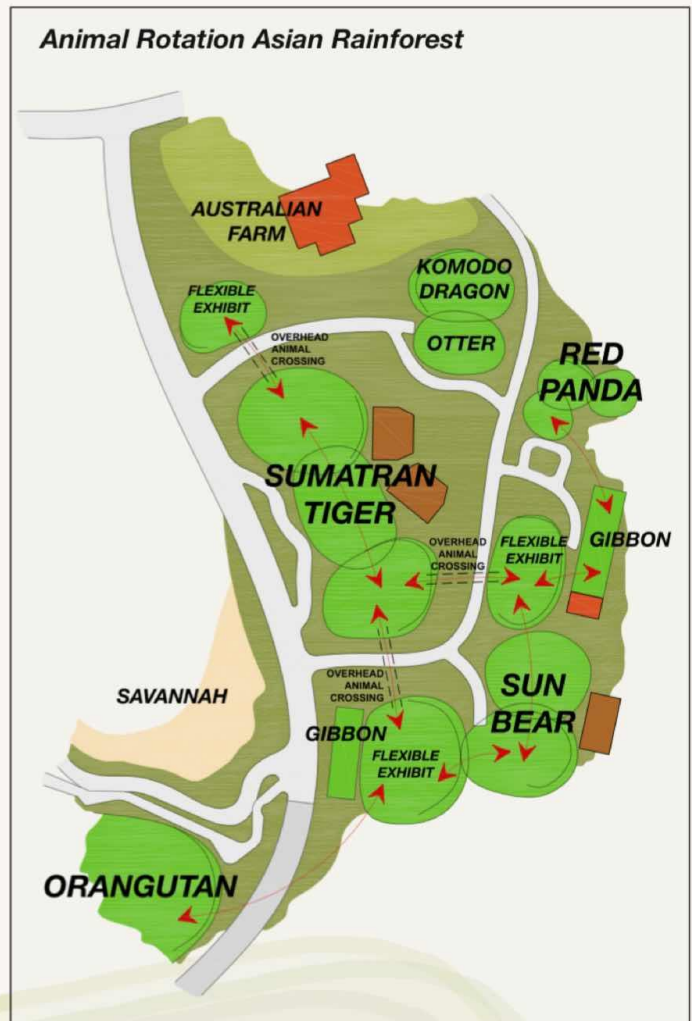 Animal Rotation Asian Rainforest
AUSTRALIAN
FARM
KOMODO
DRAGON
FLEXIBLE
EXHIBIT
OVERHEAD
ANIMAL
CROSSING
OTTER
RED
PANDA
SUMATRAN
TIGER
OVERHEAD
ANIMAL
CROSSING
FLEXIBLE
EXHIBIT
GIBBON
OVERHEAD
ANIMAL
CROSSING
SAVANNAH
SUN
BEAR
GIBBON
FLEXIBLE
EXHIBIT
ORANGUTAN